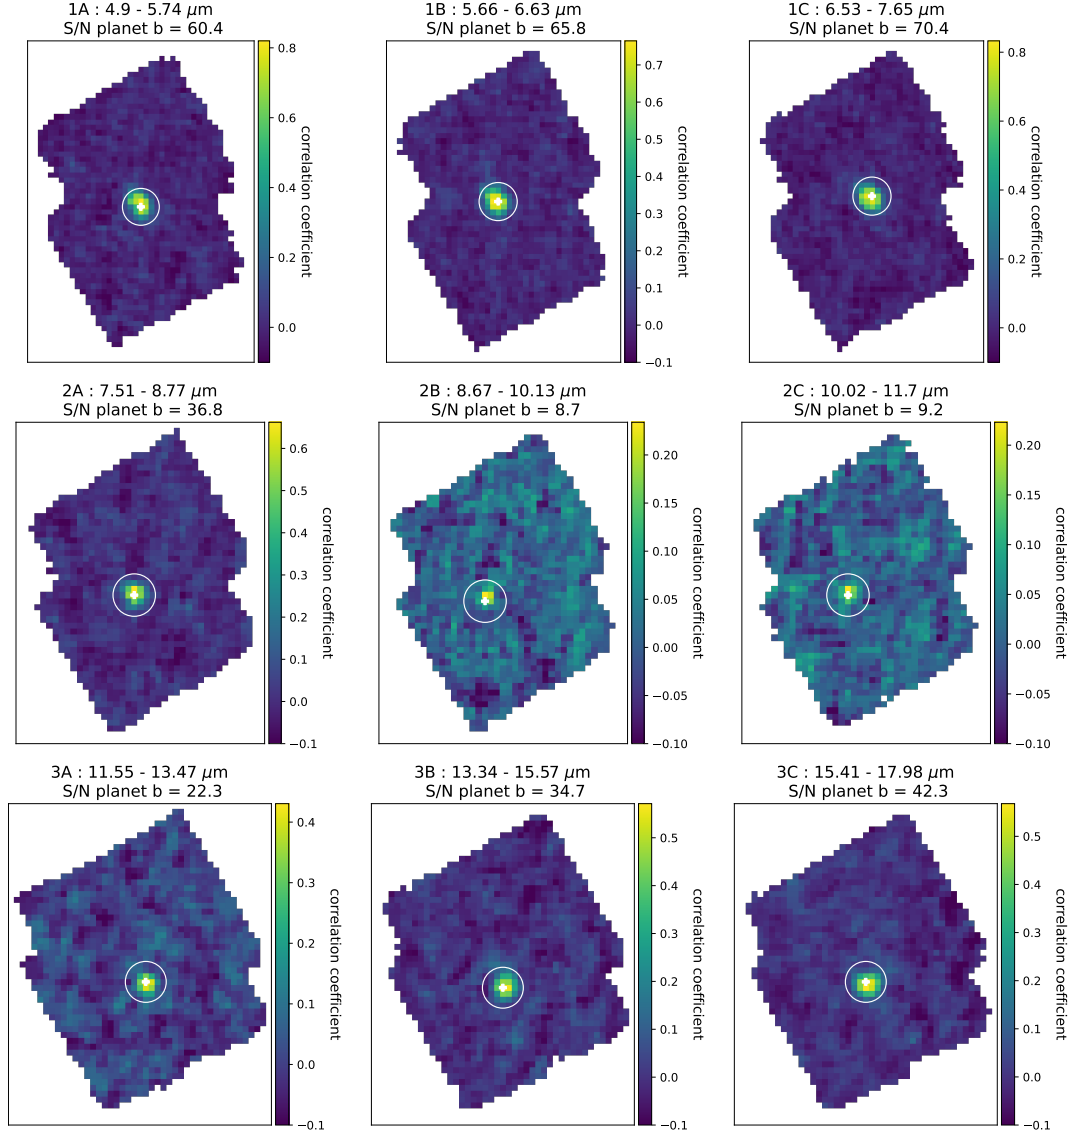 1A : 4.9 - 5.74 μm
S/N planet b = 60.4
0.8
0.6
0.4
0.2
0.0
correlation coefficient
1B : 5.66 - 6.63 μm
S/N planet b = 65.8
0.7
0.6
0.5
0.4
0.3
0.2
0.1
0.0
−0.1
correlation coefficient
1C : 6.53 - 7.65 μm
S/N planet b = 70.4
0.8
0.6
0.4
0.2
0.0
correlation coefficient
2A : 7.51 - 8.77 μm
S/N planet b = 36.8
0.6
0.5
0.4
0.3
0.2
0.1
0.0
−0.1
correlation coefficient
2B : 8.67 - 10.13 μm
S/N planet b = 8.7
0.20
0.15
0.10
0.05
0.00
−0.05
−0.10
correlation coefficient
2C : 10.02 - 11.7 μm
S/N planet b = 9.2
0.20
0.15
0.10
0.05
0.00
−0.05
−0.10
correlation coefficient
3A : 11.55 - 13.47 μm
S/N planet b = 22.3
0.4
0.3
0.2
0.1
0.0
−0.1
correlation coefficient
3B : 13.34 - 15.57 μm
S/N planet b = 34.7
0.5
0.4
0.3
0.2
0.1
0.0
−0.1
correlation coefficient
3C : 15.41 - 17.98 μm
S/N planet b = 42.3
0.5
0.4
0.3
0.2
0.1
0.0
−0.1
correlation coefficient